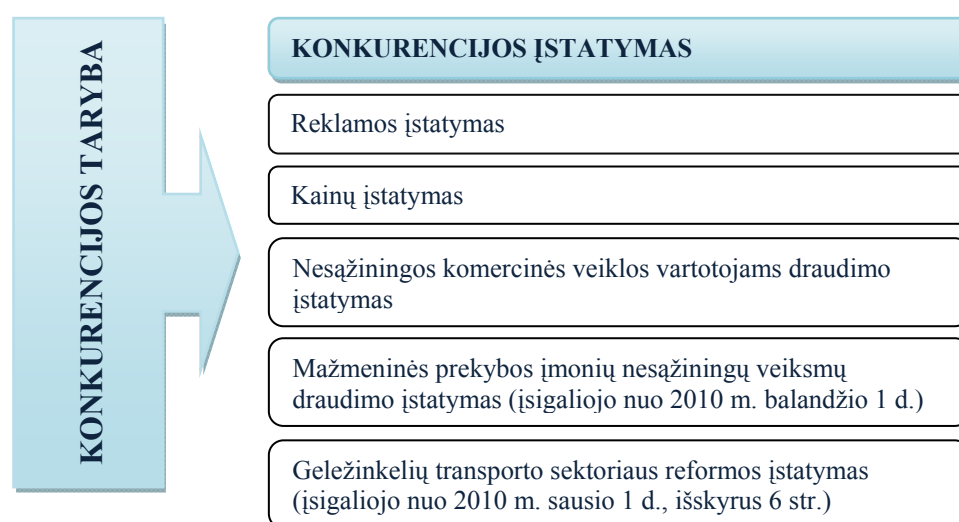 KONKURENCIJOS TARYBA
KONKURENCIJOS ĮSTATYMAS
Reklamos įstatymas
Kainų įstatymas
Nesąžiningos komercinės veiklos vartotojams draudimo
įstatymas
Mažmeninės prekybos įmonių nesąžiningų veiksmų
draudimo įstatymas (įsigaliojo nuo 2010 m. balandžio 1 d.)
Geležinkelių transporto sektoriaus reformos įstatymas
(įsigaliojo nuo 2010 m. sausio 1 d., išskyrus 6 str.)